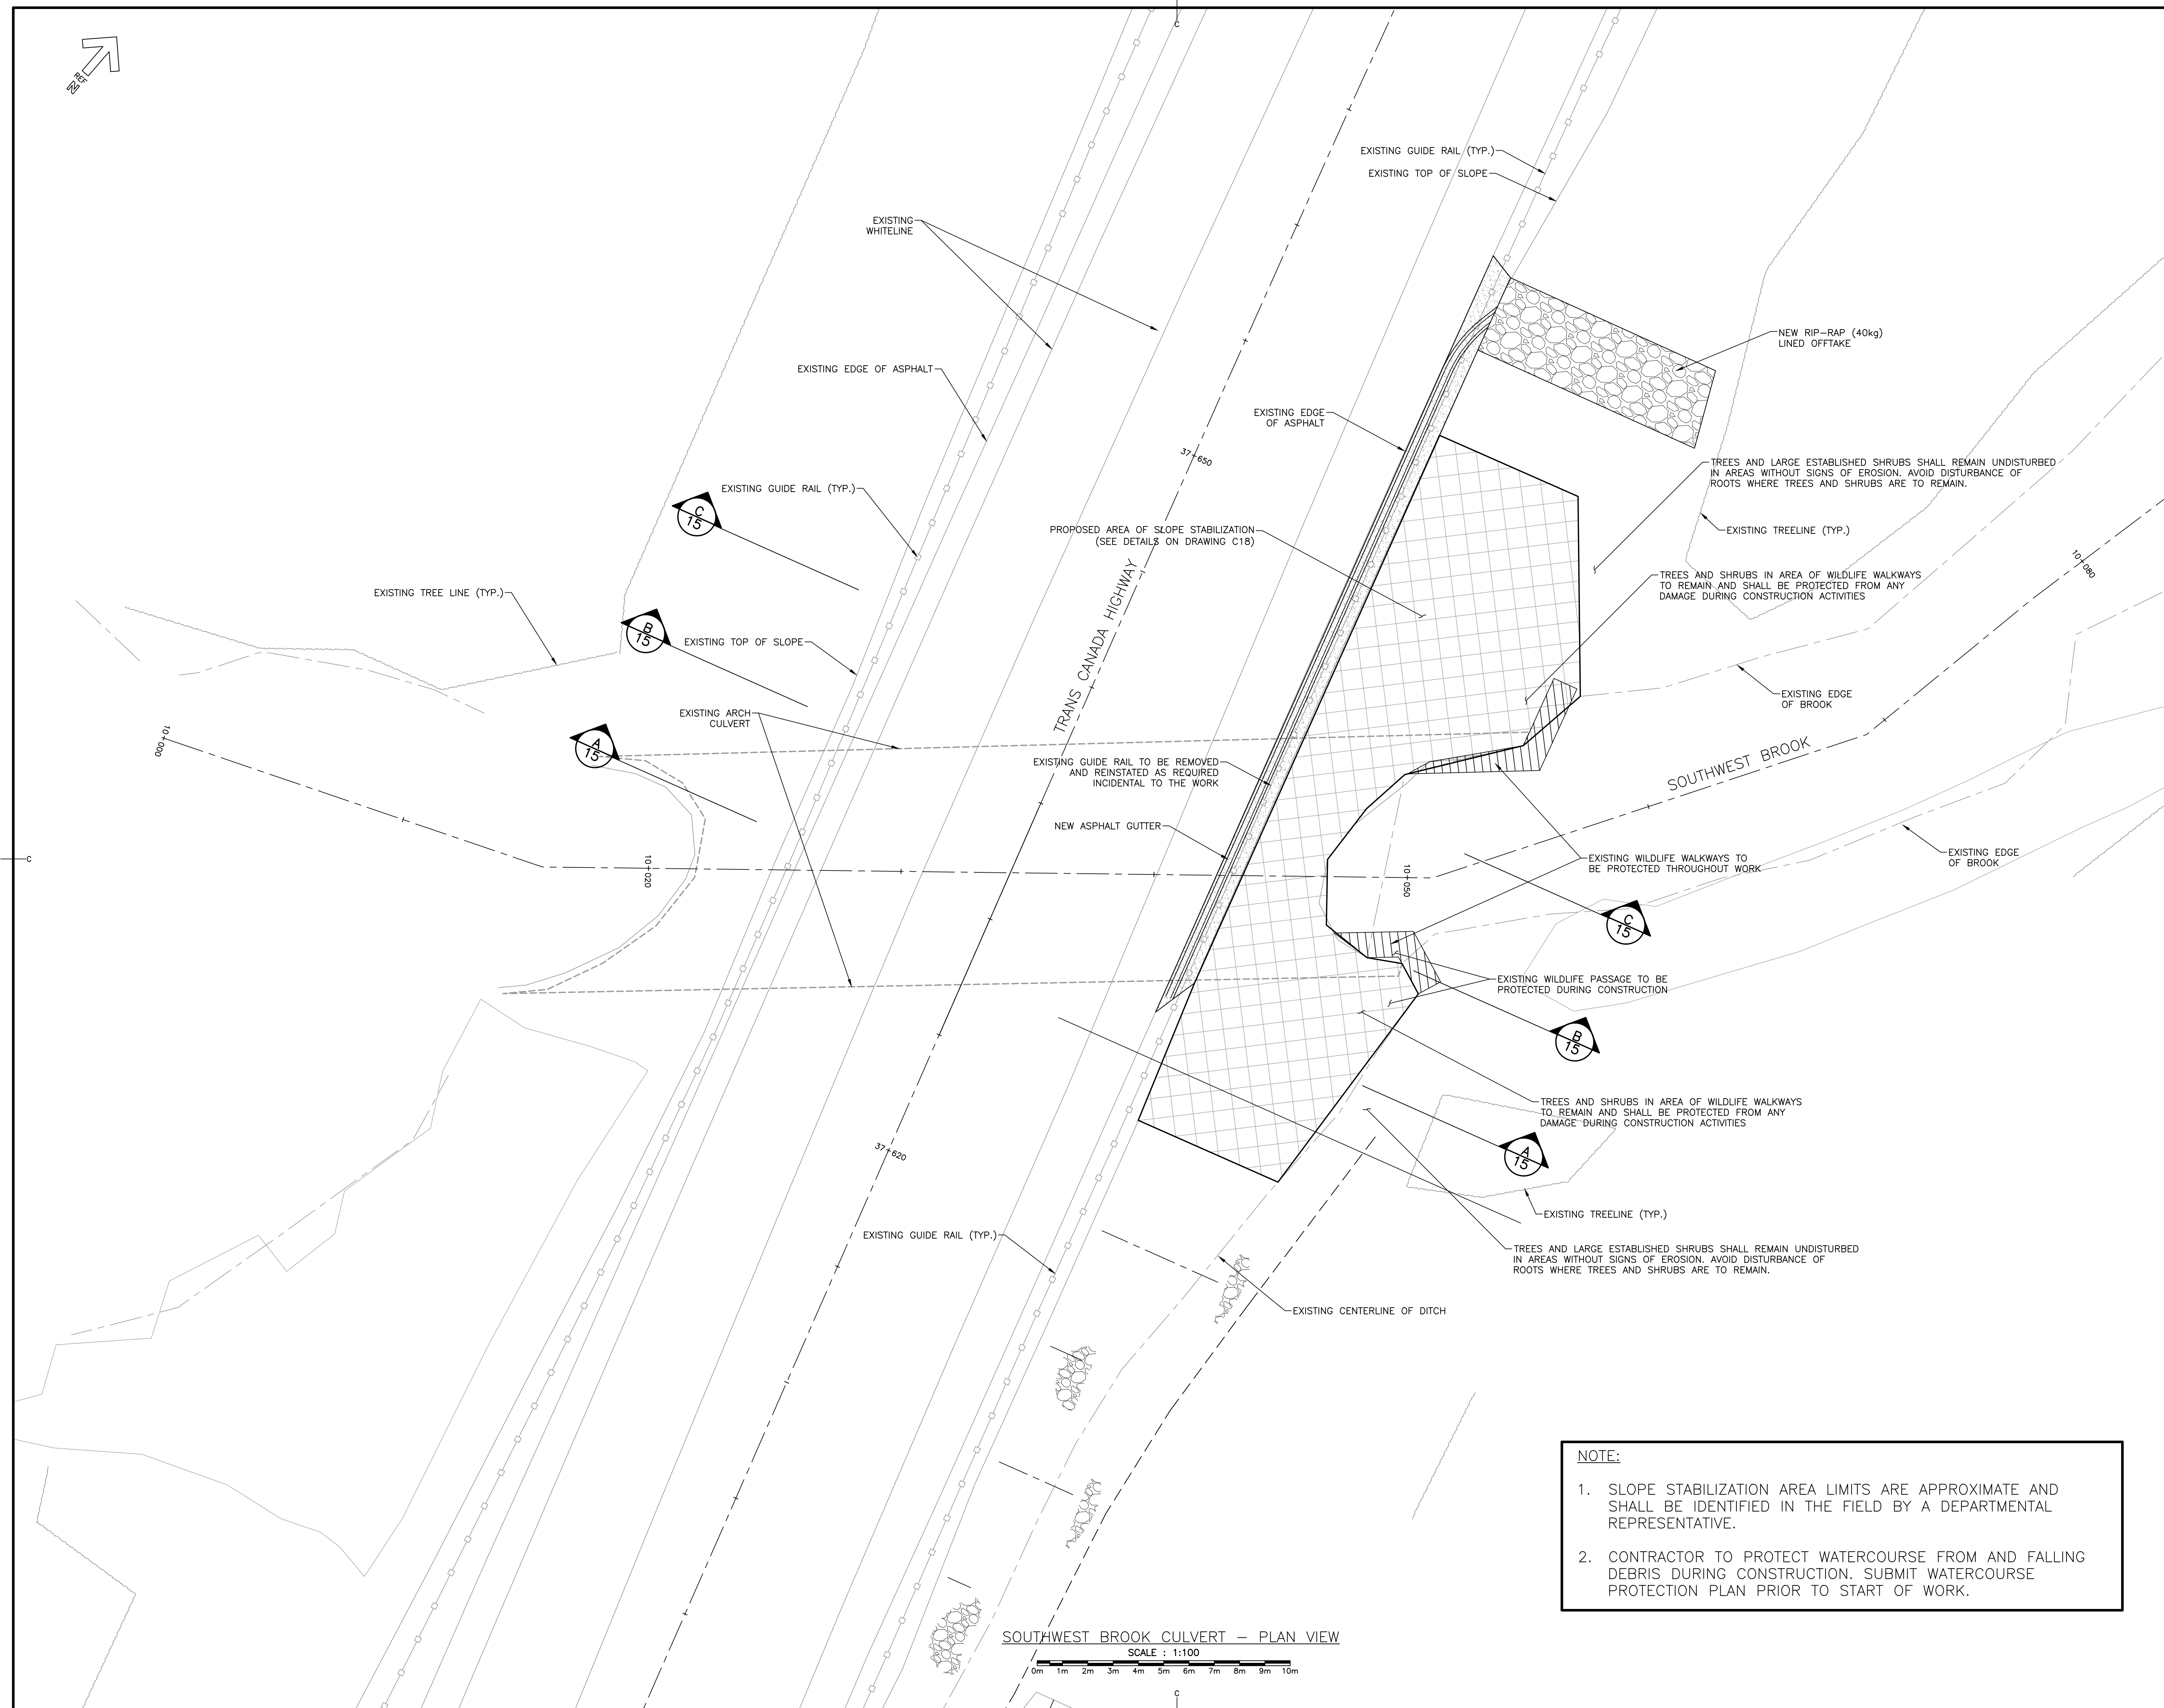 C
REF
N
EXISTING GUIDE RAIL (TYP.)
EXISTING TOP OF SLOPE
EXISTING
WHITELINE
NEW RIP-RAP (40kg)
LINED OFFTAKE
EXISTING EDGE OF ASPHALT
EXISTING EDGE
OF ASPHALT
37+650
TREES AND LARGE ESTABLISHED SHRUBS SHALL REMAIN UNDISTURBED
IN AREAS WITHOUT SIGNS OF EROSION. AVOID DISTURBANCE OF
ROOTS WHERE TREES AND SHRUBS ARE TO REMAIN.
EXISTING GUIDE RAIL (TYP.)
C
15
PROPOSED AREA OF SLOPE STABILIZATION
(SEE DETAILS ON DRAWING C18)
EXISTING TREELINE (TYP.)
10+080
TREES AND SHRUBS IN AREA OF WILDLIFE WALKWAYS
TO REMAIN AND SHALL BE PROTECTED FROM ANY
DAMAGE DURING CONSTRUCTION ACTIVITIES
EXISTING TREE LINE (TYP.)
B
15
EXISTING TOP OF SLOPE
TRANS CANADA HIGHWAY
EXISTING EDGE
OF BROOK
EXISTING ARCH
CULVERT
10+000
A
15
SOUTHWEST BROOK
EXISTING GUIDE RAIL TO BE REMOVED
AND REINSTATED AS REQUIRED
INCIDENTAL TO THE WORK
NEW ASPHALT GUTTER
C
10+020
10+050
EXISTING WILDLIFE WALKWAYS TO
BE PROTECTED THROUGHOUT WORK
EXISTING EDGE
OF BROOK
C
15
EXISTING WILDLIFE PASSAGE TO BE
PROTECTED DURING CONSTRUCTION
B
15
TREES AND SHRUBS IN AREA OF WILDLIFE WALKWAYS
TO REMAIN AND SHALL BE PROTECTED FROM ANY
DAMAGE DURING CONSTRUCTION ACTIVITIES
37+620
A
15
EXISTING TREELINE (TYP.)
EXISTING GUIDE RAIL (TYP.)
TREES AND LARGE ESTABLISHED SHRUBS SHALL REMAIN UNDISTURBED
IN AREAS WITHOUT SIGNS OF EROSION. AVOID DISTURBANCE OF
ROOTS WHERE TREES AND SHRUBS ARE TO REMAIN.
EXISTING CENTERLINE OF DITCH
NOTE:
1. SLOPE STABILIZATION AREA LIMITS ARE APPROXIMATE AND
SHALL BE IDENTIFIED IN THE FIELD BY A DEPARTMENTAL
REPRESENTATIVE.
2. CONTRACTOR TO PROTECT WATERCOURSE FROM AND FALLING
DEBRIS DURING CONSTRUCTION. SUBMIT WATERCOURSE
PROTECTION PLAN PRIOR TO START OF WORK.
SOUTHWEST BROOK CULVERT – PLAN VIEW
SCALE : 1:100
0m 1m 2m 3m 4m 5m 6m 7m 8m 9m 10m
C